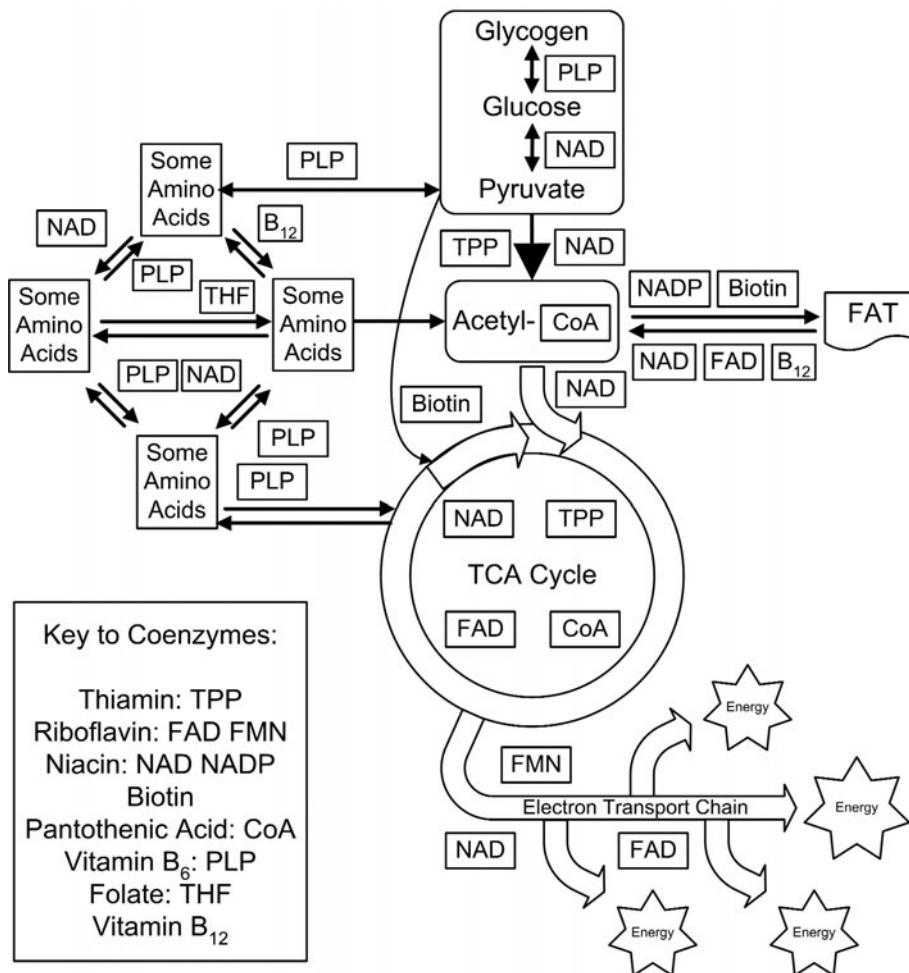 Glycogen
PLP
Glucose
NAD
Pyruvate
PLP
Some
Amino
Acids
NAD
B₁₂
PLP
THF
TPP
NAD
Some
Amino
Acids
Some
Amino
Acids
Acetyl- CoA
NADP Biotin
FAT
NAD FAD B₁₂
PLP NAD
Biotin
NAD
PLP
PLP
Some
Amino
Acids
NAD TPP
TCA Cycle
FAD CoA
Key to Coenzymes:
Thiamin: TPP
Riboflavin: FAD FMN
Niacin: NAD NADP
Biotin
Pantothenic Acid: CoA
Vitamin B₆: PLP
Folate: THF
Vitamin B₁₂
Energy
FMN
Electron Transport Chain
Energy
NAD
FAD
Energy
Energy